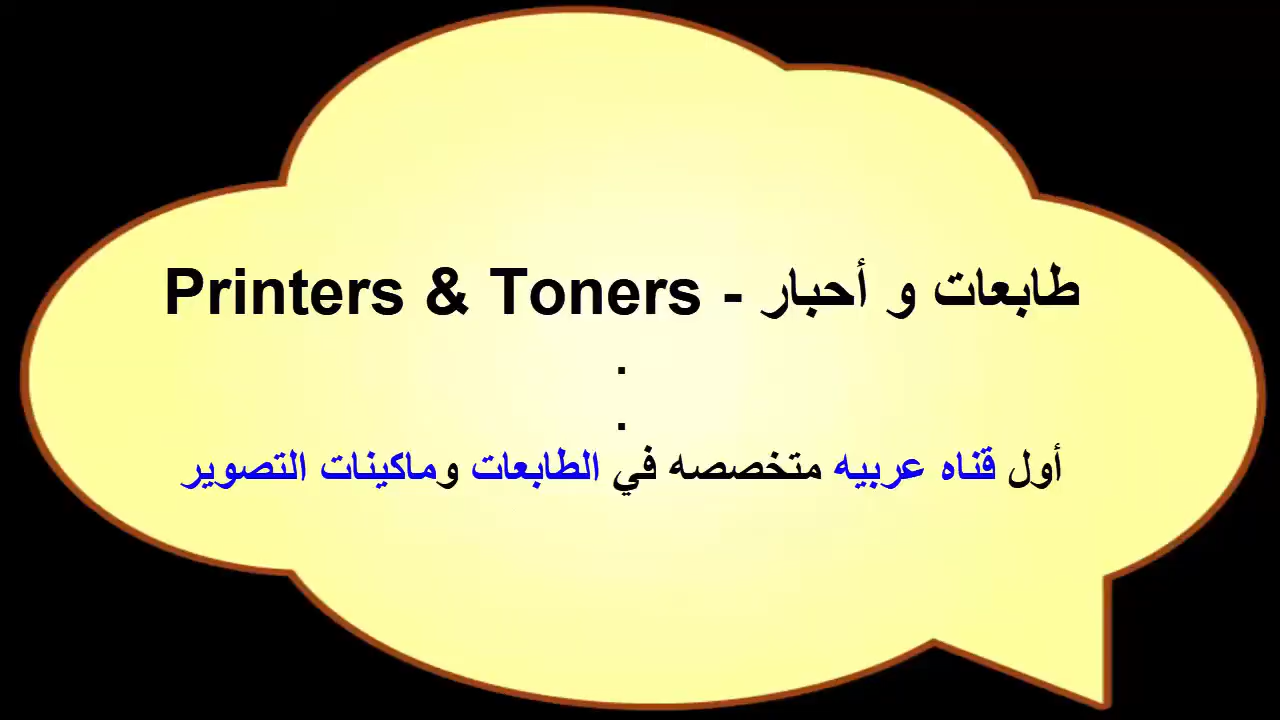 طابعات و أحبار - Printers & Toners
.
.
أول قناه عربيه متخصصه في الطابعات وماكينات التصوير